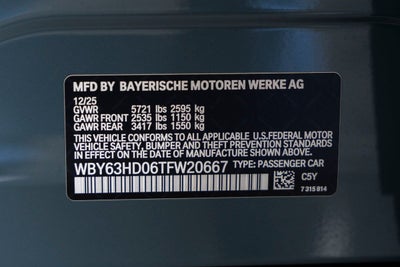 MFD BY BAYERISCHE MOTOREN WERKE AG
12/25
GVWR 5721 lbs 2595 kg
GAWR FRONT 2535 lbs 1150 kg
GAWR REAR 3417 lbs 1550 kg
THIS VEHICLE CONFORMS TO ALL APPLICABLE U.S.FEDERAL MOTOR
VEHICLE SAFETY, BUMPER AND THEFT PREVENTION STANDARDS
IN EFFECT ON THE DATE OF MANUFACTURE SHOWN ABOVE.
WBY63HD06TFW20667 TYPE: PASSENGER CAR
C5Y
7 315 814